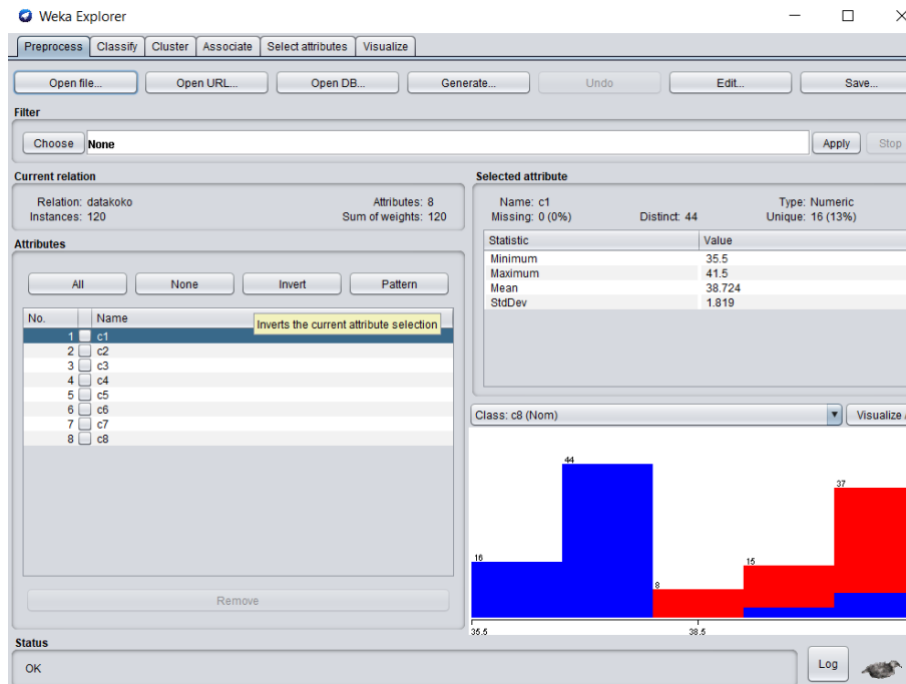 Weka Explorer
Preprocess Classify Cluster Associate Select attributes Visualize
Open file... Open URL... Open DB... Generate... Undo Edit... Save...
Filter
Choose None Apply Stop
Current relation
Relation: datakoko Attributes: 8
Instances: 120 Sum of weights: 120
Attributes
All None Invert Pattern
No. Name
Inverts the current attribute selection
1 c1
2 c2
3 c3
4 c4
5 c5
6 c6
7 c7
8 c8
Remove
Selected attribute
Name: c1 Type: Numeric
Missing: 0 (0%) Distinct: 44 Unique: 16 (13%)
Statistic Value
Minimum 35.5
Maximum 41.5
Mean 38.724
StdDev 1.819
Class: c8 (Nom) Visualize
44
37
16
15
8
35.5 38.5
Status
OK Log